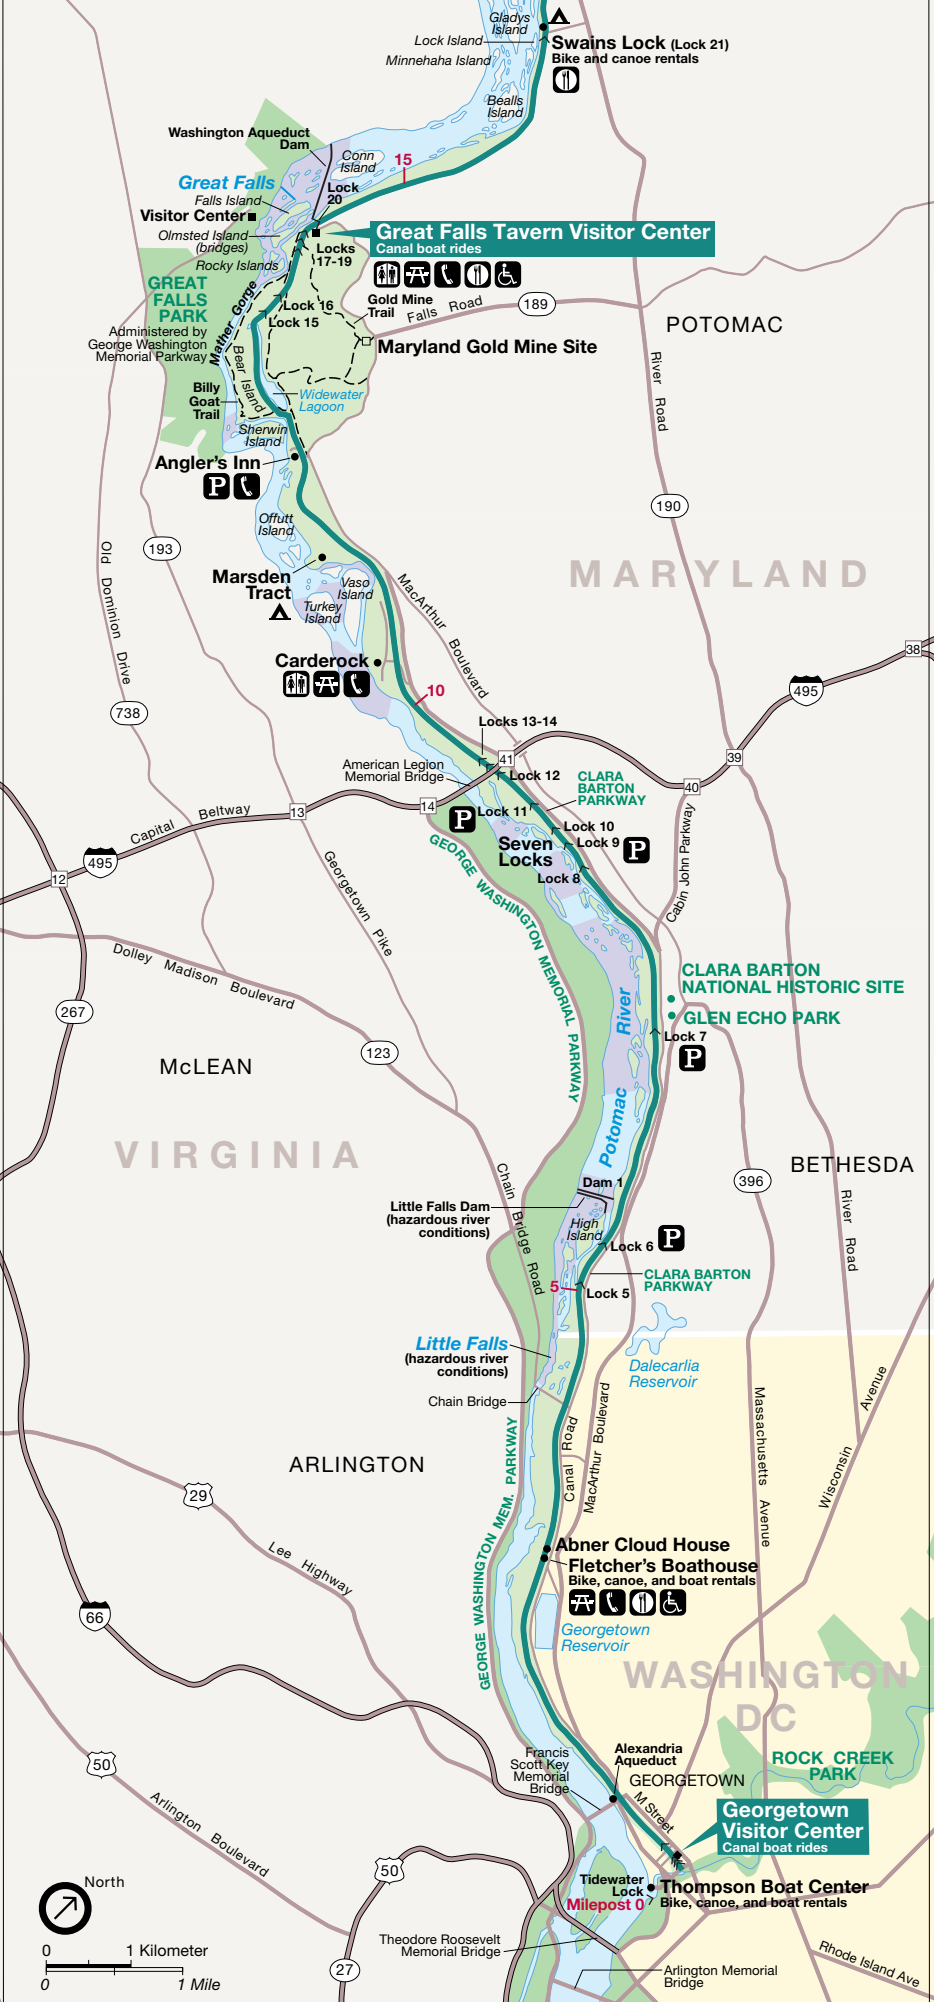 Gladys
Island
Lock Island
Swains Lock (Lock 21)
Bike and canoe rentals
Minnehaha Island
Bealls
Island
Washington Aqueduct
Dam
Conn
Island
15
Great Falls
Lock
20
Falls Island
Visitor Center
Great Falls Tavern Visitor Center
Canal boat rides
Olmsted Island
(bridges)
Locks
17-19
Rocky Islands
GREAT
FALLS
PARK
Administered by
George Washington
Memorial Parkway
Mather Gorge
Lock 16
Lock 15
Gold Mine
Trail
Falls Road
189
POTOMAC
Maryland Gold Mine Site
Bear Island
River Road
Billy
Goat
Trail
Widewater
Lagoon
Sherwin
Island
Angler's Inn
P
190
Offutt
Island
193
Old Dominion Drive
MARYLAND
Marsden
Tract
Vaso
Island
Turkey
Island
MacArthur Boulevard
38
Carderock
10
495
738
Locks 13-14
41
39
American Legion
Memorial Bridge
Lock 12
CLARA
BARTON
PARKWAY
40
Capital Beltway
13
14
P
Lock 11
Lock 10
Lock 9
P
Seven
Locks
Lock 8
Cabin John Parkway
495
12
GEORGE WASHINGTON MEMORIAL PARKWAY
Georgetown Pike
Dolley Madison Boulevard
CLARA BARTON
NATIONAL HISTORIC SITE
GLEN ECHO PARK
267
Potomac River
Lock 7
P
123
McLEAN
VIRGINIA
BETHESDA
396
Chain Bridge Road
Dam 1
Little Falls Dam
(hazardous river
conditions)
High
Island
River Road
Lock 6
P
CLARA BARTON
PARKWAY
5
Lock 5
Little Falls
(hazardous river
conditions)
Dalecarlia
Reservoir
Chain Bridge
Canal Road
MacArthur Boulevard
Massachusetts Avenue
Wisconsin Avenue
ARLINGTON
GEORGE WASHINGTON MEM. PARKWAY
29
Lee Highway
Abner Cloud House
Fletcher's Boathouse
Bike, canoe, and boat rentals
66
Georgetown
Reservoir
WASHINGTON
DC
Alexandria
Aqueduct
Francis
Scott Key
Memorial
Bridge
ROCK CREEK
PARK
50
GEORGETOWN
M Street
Georgetown
Visitor Center
Canal boat rides
Arlington Boulevard
50
Tidewater
Lock
Milepost 0
Thompson Boat Center
Bike, canoe, and boat rentals
North
Theodore Roosevelt
Memorial Bridge
0 1 Kilometer
0 1 Mile
27
Rhode Island Ave
Arlington Memorial
Bridge